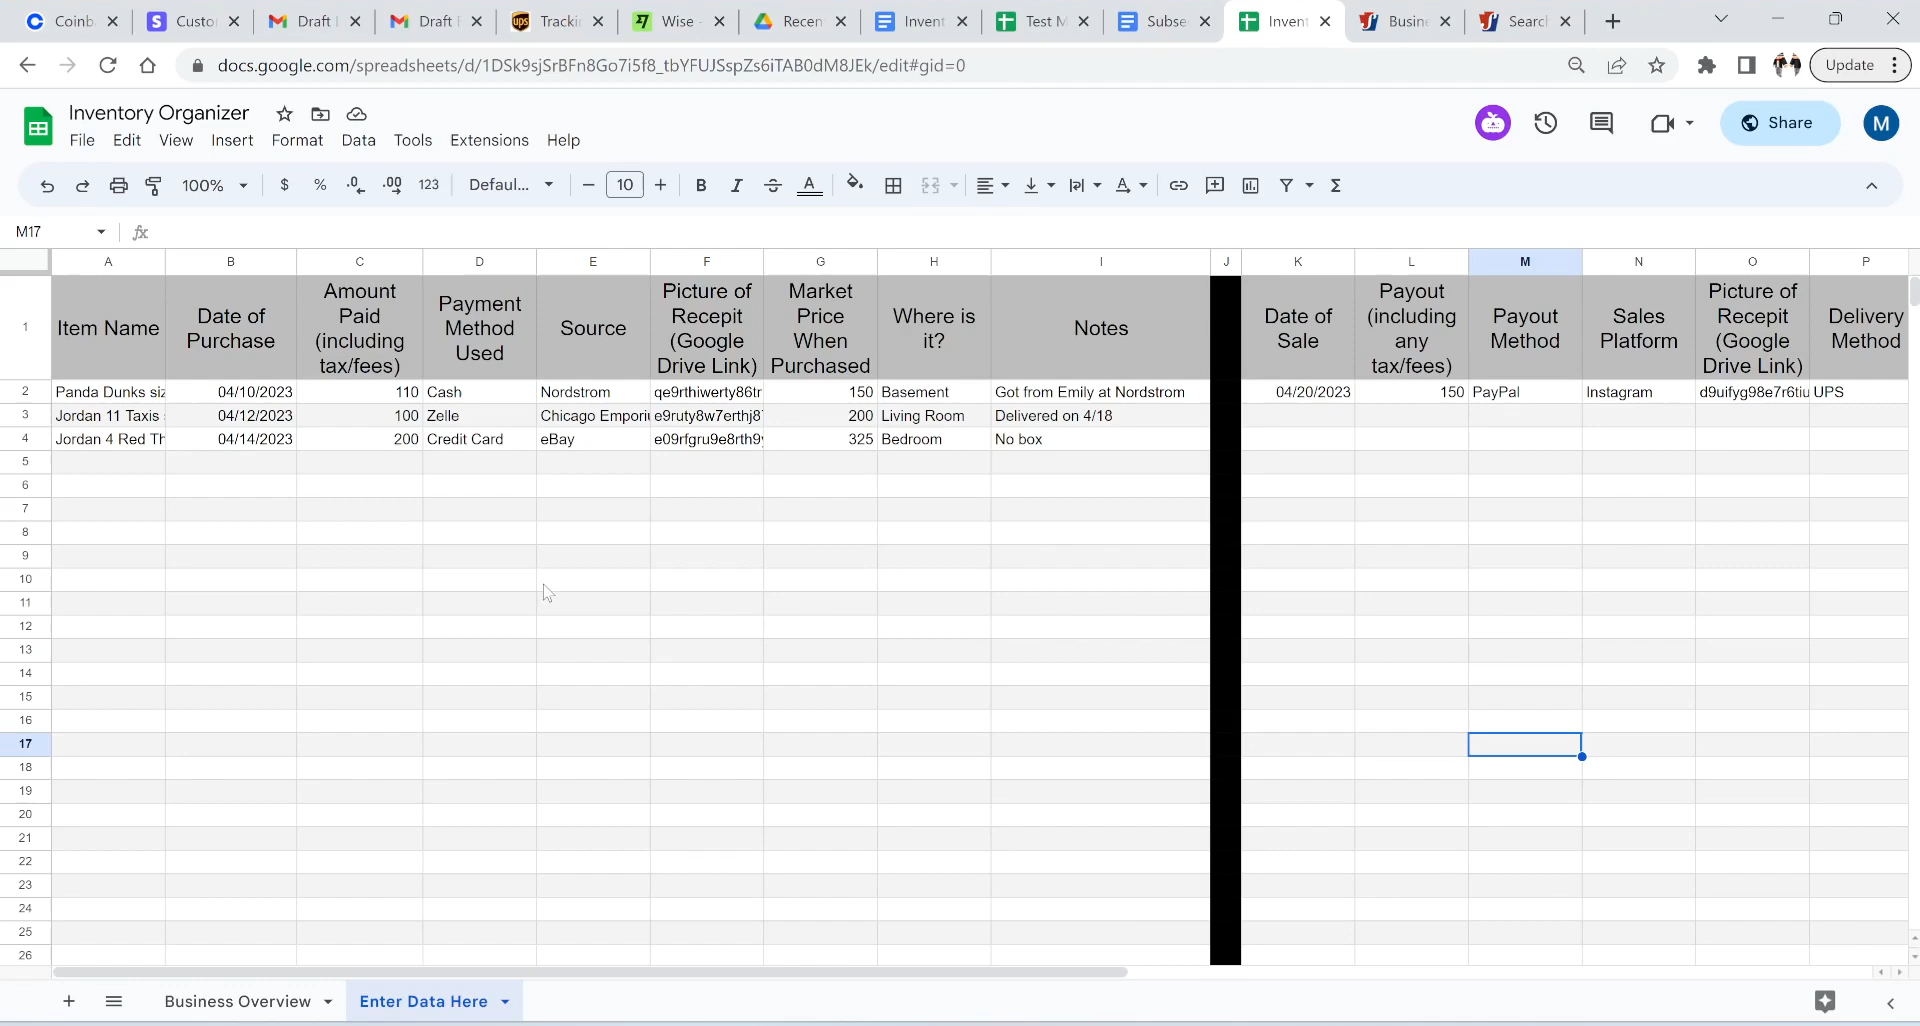 Coinb
Custo
Draft
Draft
Tracki
Wise -
Recen
Invent
Test M
Subse
Invent
Busin
Search
docs.google.com/spreadsheets/d/1DSk9sjSrBFn8Go7i5f8_tbYFUJSspZs6iTAB0dM8JEk/edit#gid=0
Update
Inventory Organizer
File Edit View Insert Format Data Tools Extensions Help
Share
M
100% $ % .0 .00 123 Defaul... 10 B I A Σ
M17
fx
A B C D E F G H I J K L M N O P
1 Item Name
Date of
Purchase
Amount
Paid
(including
tax/fees)
Payment
Method
Used
Source
Picture of
Recepit
(Google
Drive Link)
Market
Price
When
Purchased
Where is
it?
Notes
Date of
Sale
Payout
(including
any
tax/fees)
Payout
Method
Sales
Platform
Picture of
Recepit
(Google
Drive Link)
Delivery
Method
2 Panda Dunks siz 04/10/2023 110 Cash Nordstrom qe9rthiwerty86tr 150 Basement Got from Emily at Nordstrom 04/20/2023 150 PayPal Instagram d9uifyg98e7r6tiu UPS
3 Jordan 11 Taxis 04/12/2023 100 Zelle Chicago Empori e9ruty8w7erthj8 200 Living Room Delivered on 4/18
4 Jordan 4 Red Th 04/14/2023 200 Credit Card eBay e09rfgru9e8rth9 325 Bedroom No box
5
6
7
8
9
10
11
12
13
14
15
16
17
18
19
20
21
22
23
24
25
26
Business Overview
Enter Data Here